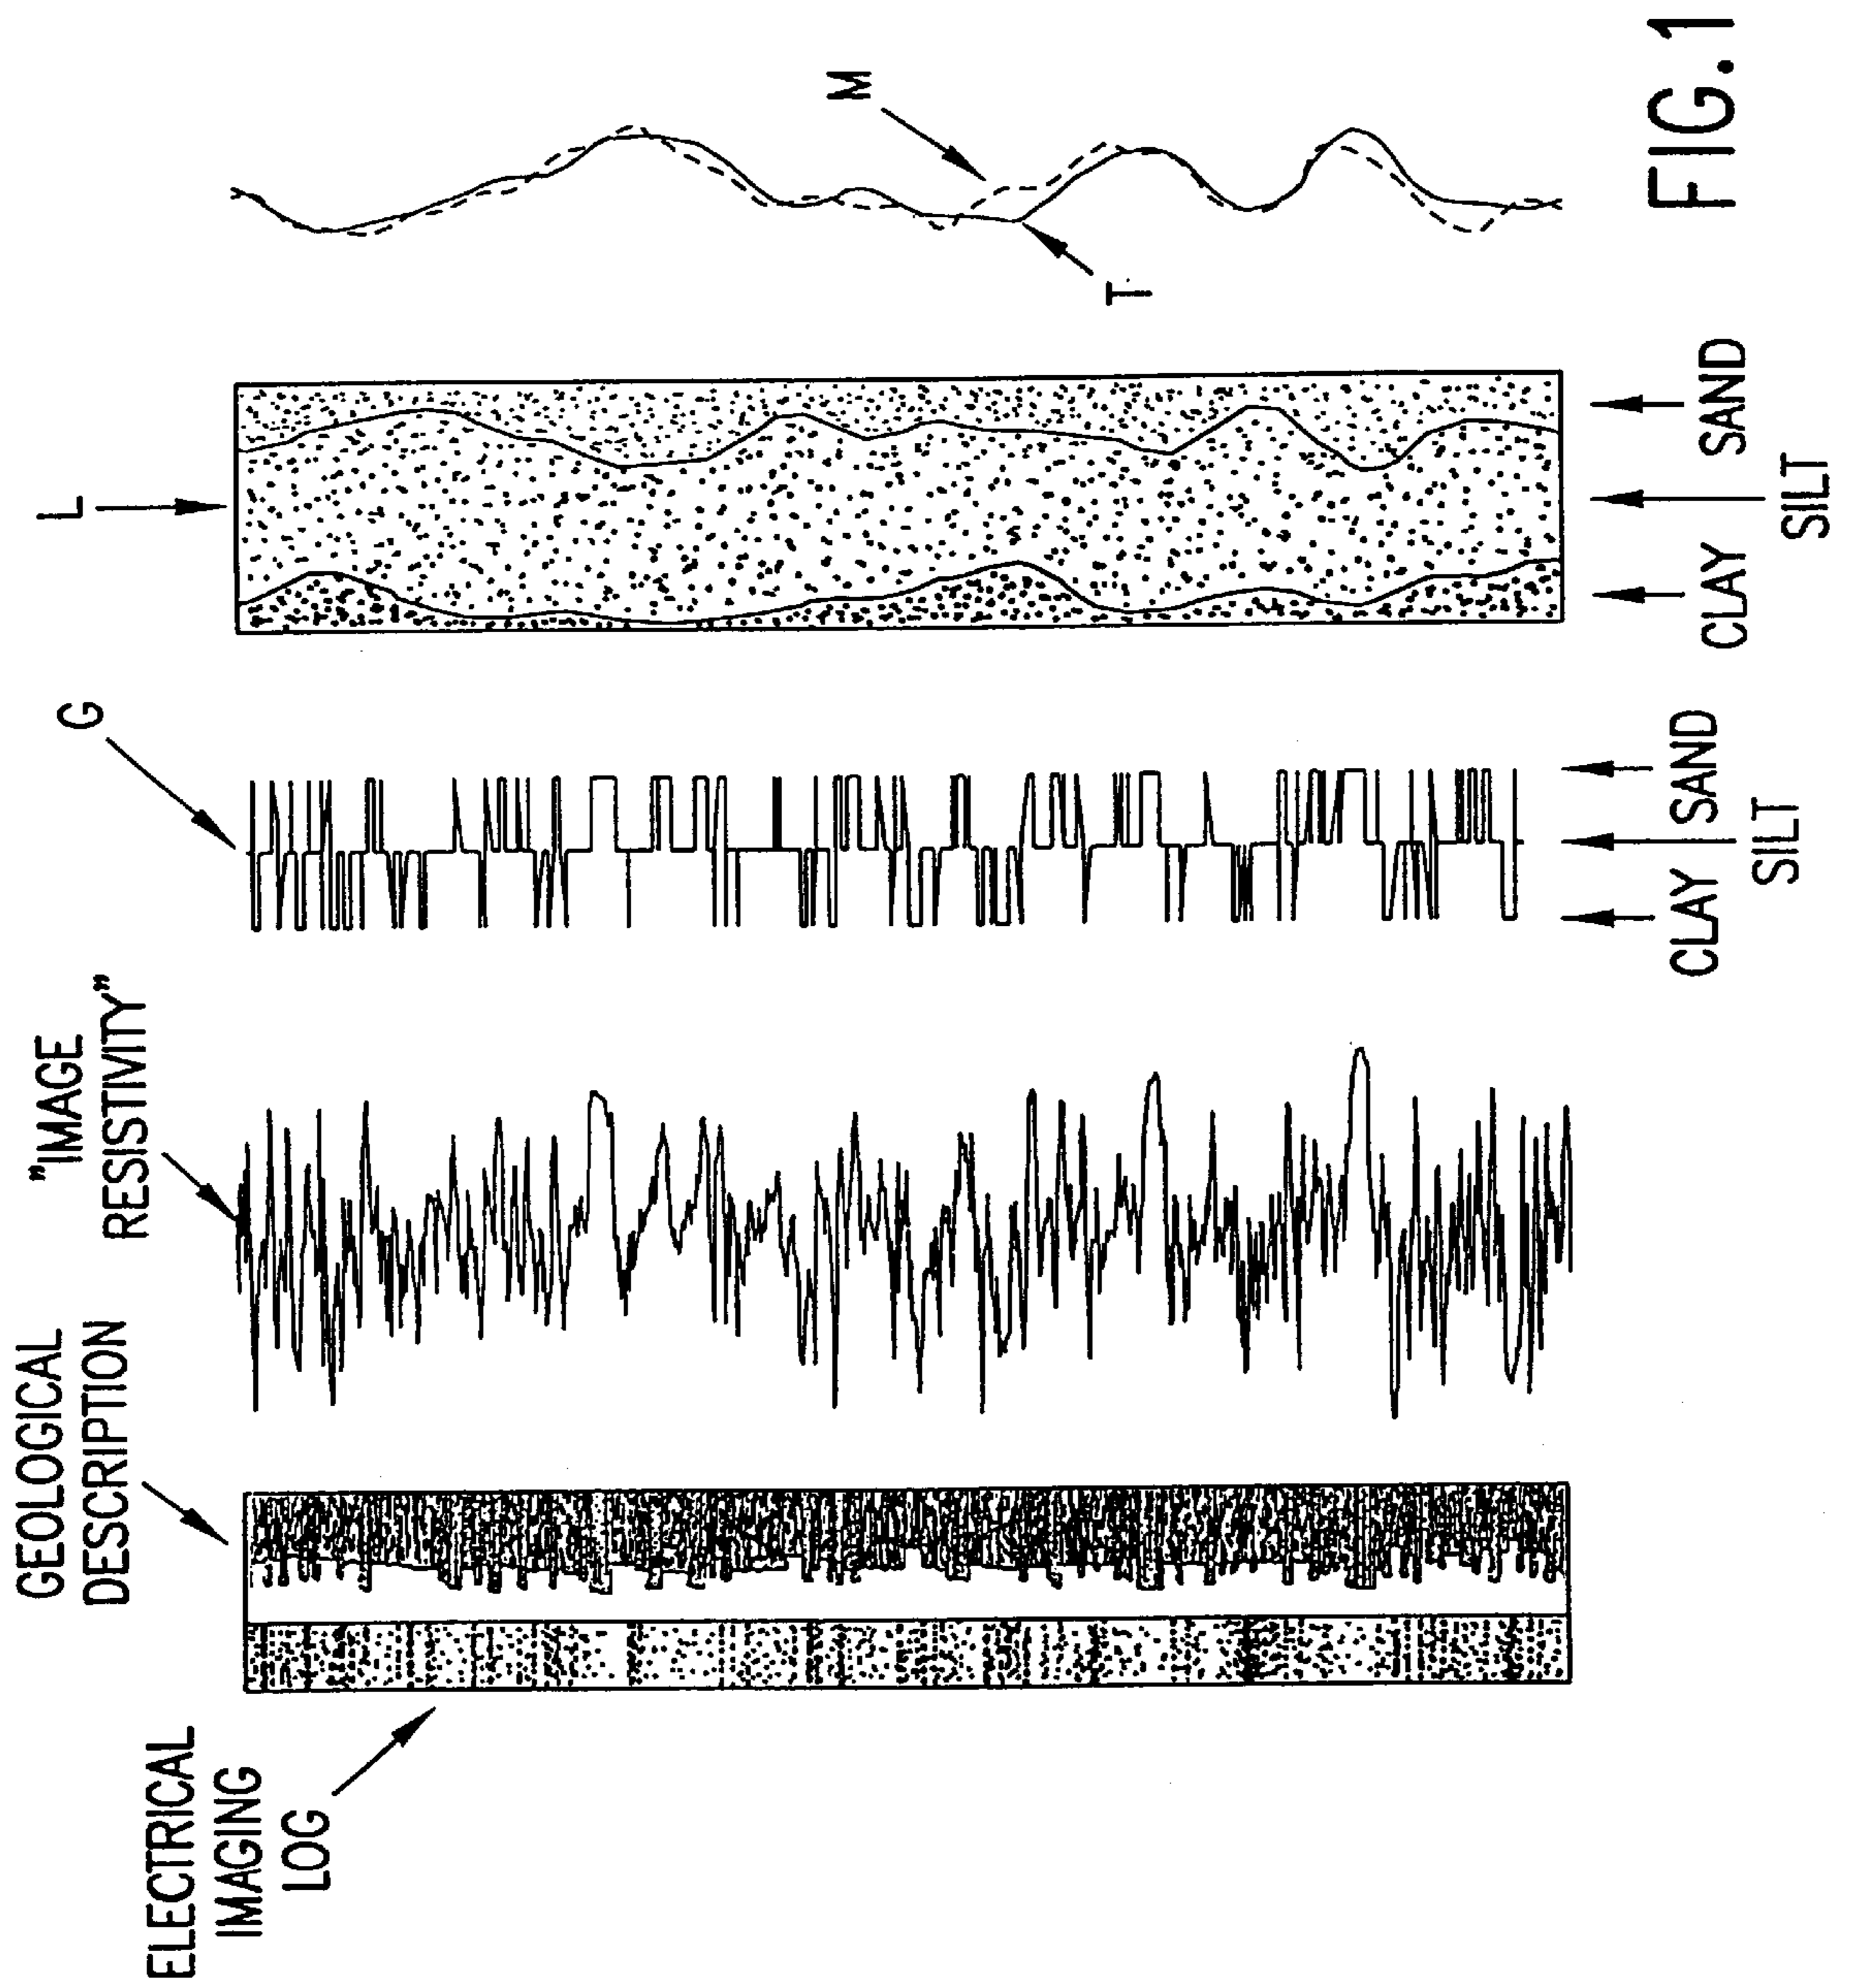 ELECTRICAL
IMAGING
LOG
GEOLOGICAL
DESCRIPTION
"IMAGE
RESISTIVITY"
G
L
M
T
CLAY
SAND
SILT
CLAY
SAND
SILT
FIG.1